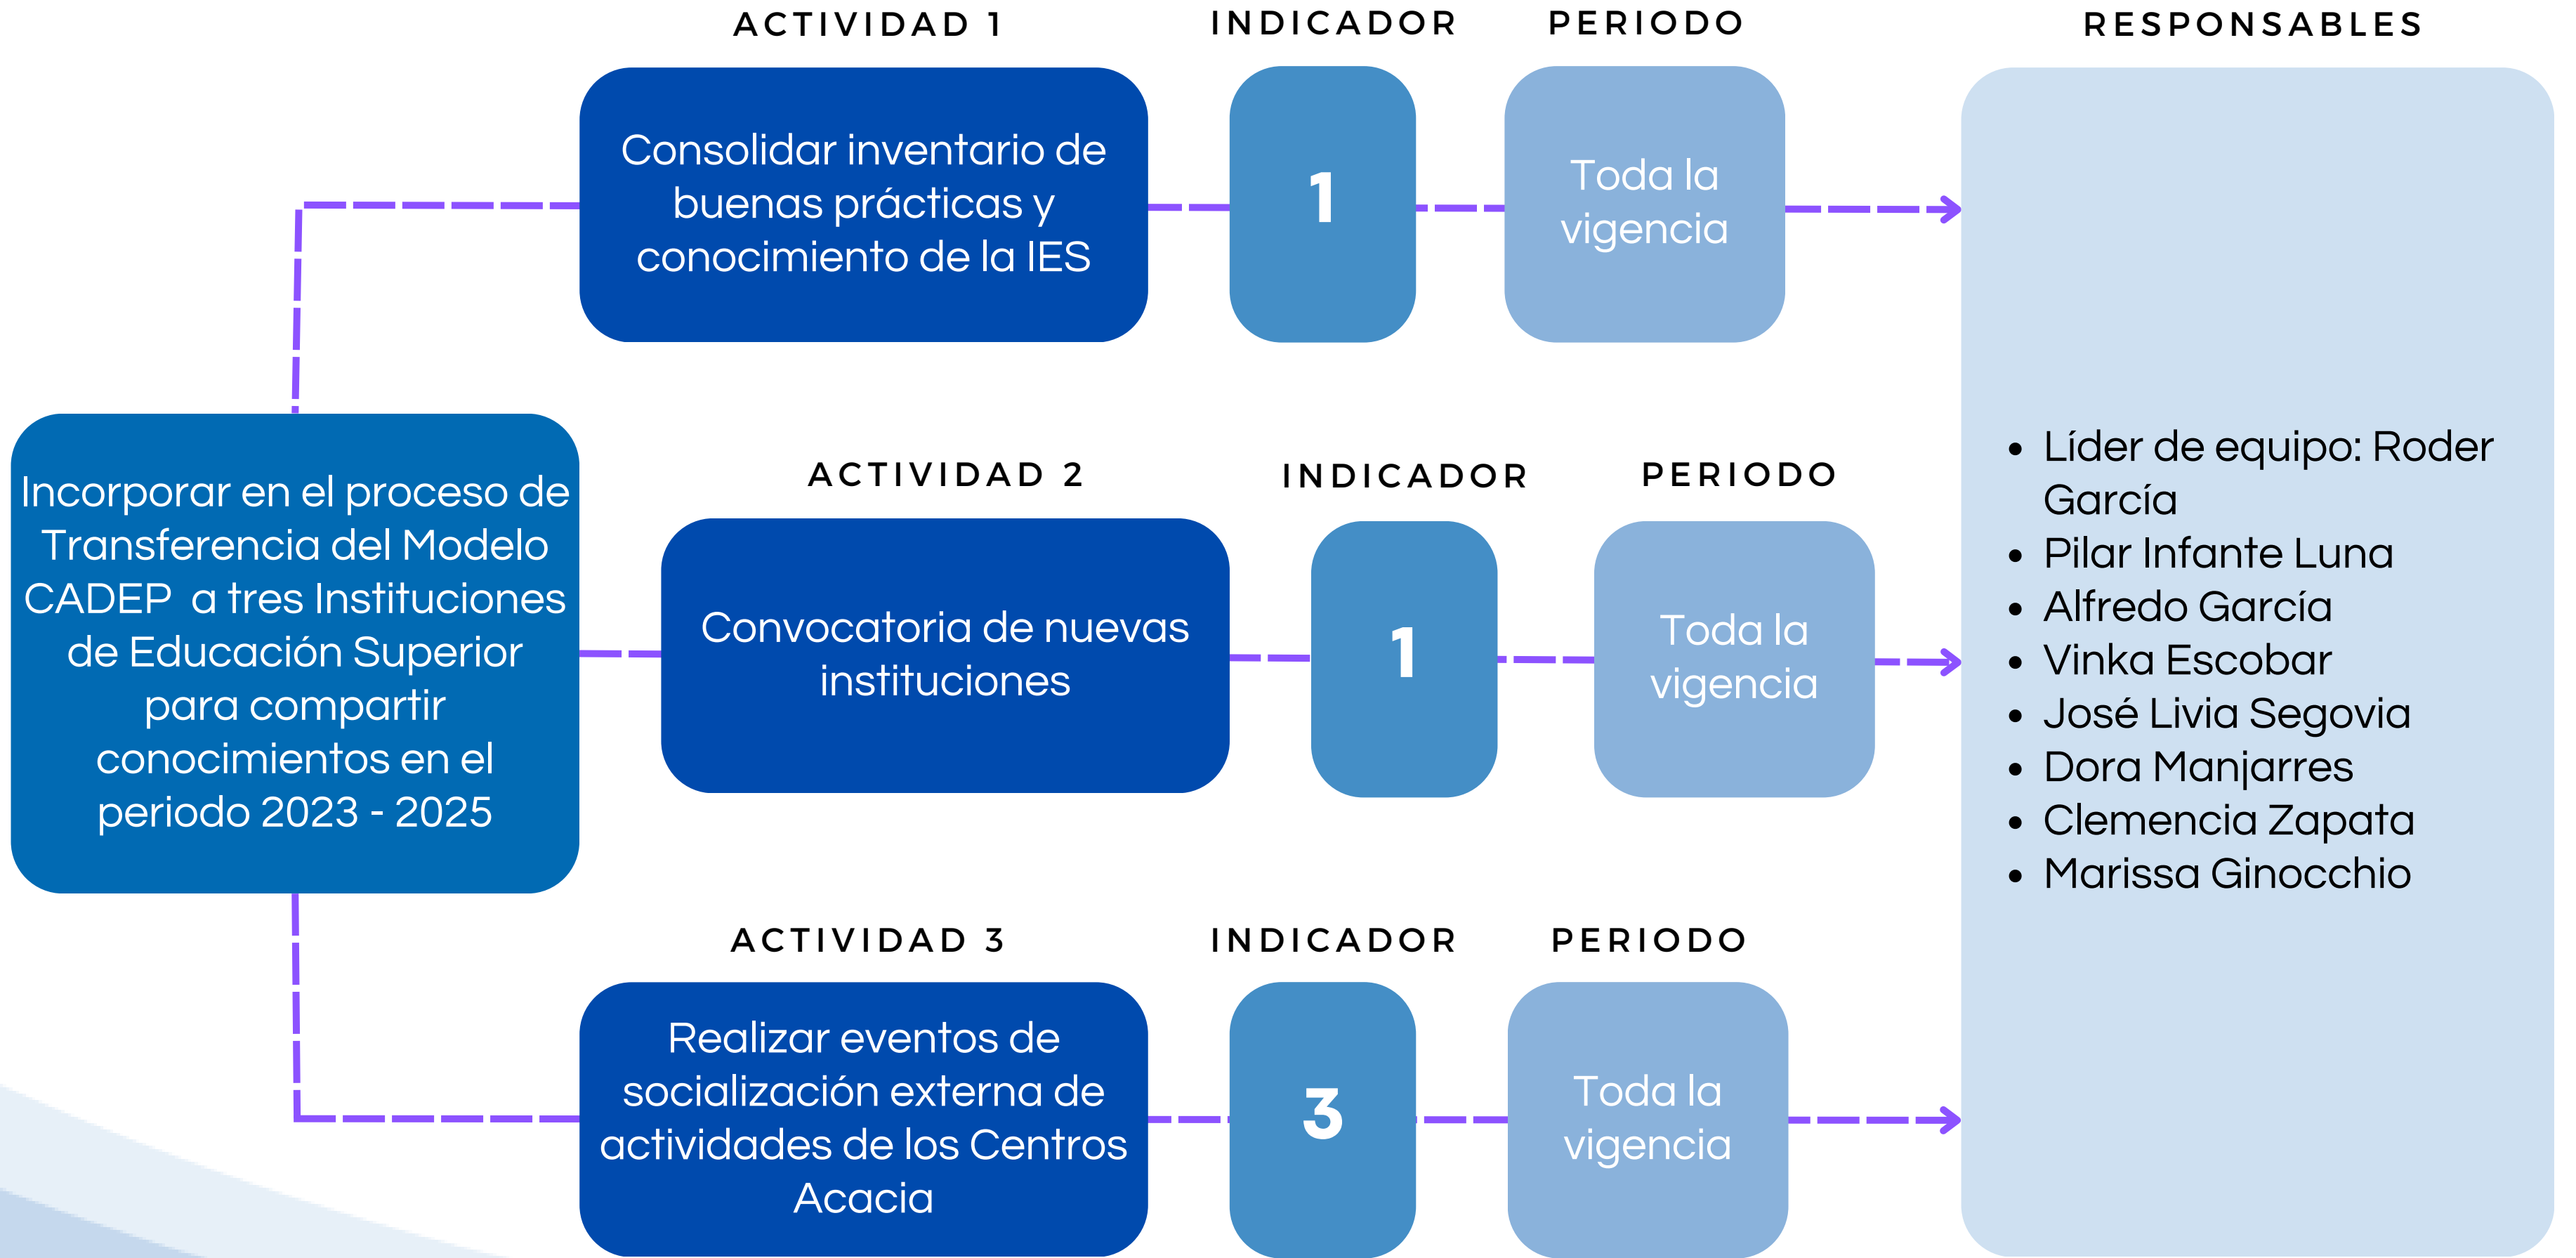 ACTIVIDAD 1
INDICADOR
PERIODO
RESPONSABLES
Consolidar inventario de
buenas prácticas y
conocimiento de la IES
1
Toda la
vigencia
Incorporar en el proceso de
Transferencia del Modelo
CADEP a tres Instituciones
de Educación Superior
para compartir
conocimientos en el
periodo 2023 - 2025
ACTIVIDAD 2
INDICADOR
PERIODO
Convocatoria de nuevas
instituciones
1
Toda la
vigencia
• Líder de equipo: Roder
García
• Pilar Infante Luna
• Alfredo García
• Vinka Escobar
• José Livia Segovia
• Dora Manjarres
• Clemencia Zapata
• Marissa Ginocchio
ACTIVIDAD 3
INDICADOR
PERIODO
Realizar eventos de
socialización externa de
actividades de los Centros
Acacia
3
Toda la
vigencia